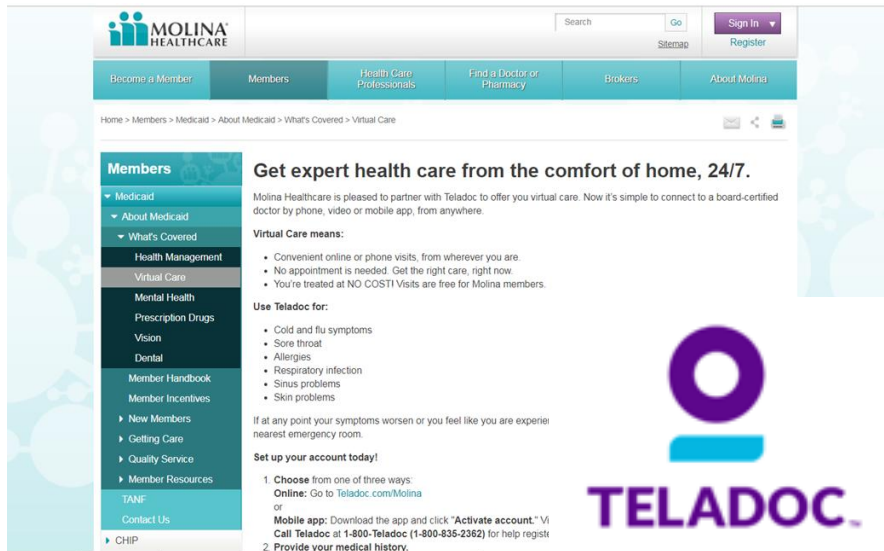 MOLINA
HEALTHCARE
Search
Go
Sign In
Sitemap
Register
Become a Member
Members
Health Care
Professionals
Find a Doctor or
Pharmacy
Brokers
About Molina
Home > Members > Medicaid > About Medicaid > What's Covered > Virtual Care
Members
Medicaid
About Medicaid
What's Covered
Health Management
Virtual Care
Mental Health
Prescription Drugs
Vision
Dental
Member Handbook
Member Incentives
New Members
Getting Care
Quality Service
Member Resources
TANF
Contact Us
CHIP
Get expert health care from the comfort of home, 24/7.
Molina Healthcare is pleased to partner with Teladoc to offer you virtual care. Now it's simple to connect to a board-certified
doctor by phone, video or mobile app, from anywhere.
Virtual Care means:
• Convenient online or phone visits, from wherever you are.
• No appointment is needed. Get the right care, right now.
• You're treated at NO COST! Visits are free for Molina members.
Use Teladoc for:
• Cold and flu symptoms
• Sore throat
• Allergies
• Respiratory infection
• Sinus problems
• Skin problems
If at any point your symptoms worsen or you feel like you are
nearest emergency room.
Set up your account today!
1. Choose from one of three ways:
Online: Go to Teladoc.com/Molina
or
Mobile app: Download the app and click "Activate account."
Call Teladoc at 1-800-Teladoc (1-800-835-2362) for help
2. Provide your medical history.
TELADOC